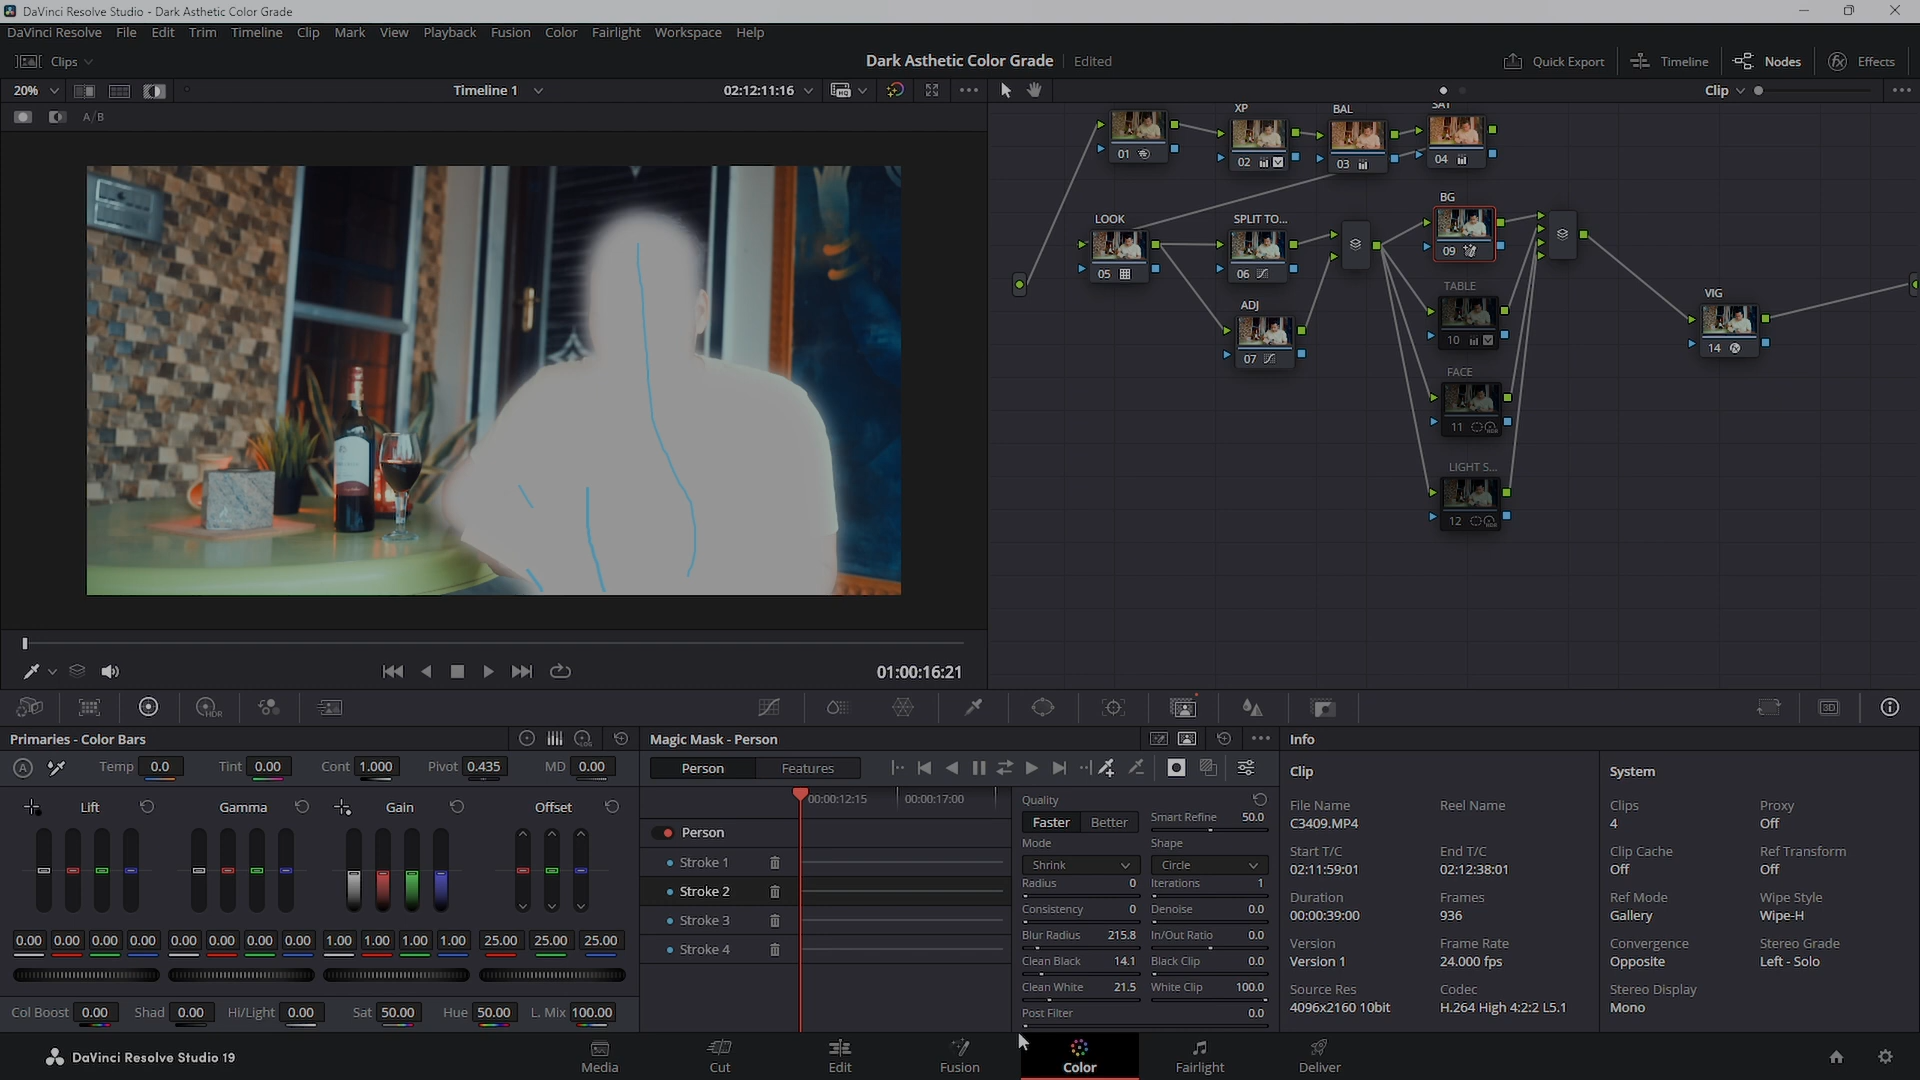 DaVinci Resolve Studio - Dark Asthetic Color Grade
DaVinci Resolve File Edit Trim Timeline Clip Mark View Playback Fusion Color Fairlight Workspace Help
Clips Dark Asthetic Color Grade Edited Quick Export Timeline Nodes Effects
20% Timeline 1 02:12:11:16 Clip
A/B
XP BAL SAT
01 02 03 04
BG
LOOK SPLIT TO...
05 06 09
TABLE
VIG
ADJ
10
14
07
FACE
11
LIGHT S...
12
01:00:16:21
HDR
3D
Primaries - Color Bars Magic Mask - Person Info
A Temp 0.0 Tint 0.00 Cont 1.000 Pivot 0.435 MD 0.00
Person Features
Clip System
Lift Gamma Gain Offset
00:00:12:15 00:00:17:00
Quality
Faster Better Smart Refine 50.0
Mode Shape
Shrink Circle
Radius 0 Iterations 1
Consistency 0 Denoise 0.0
Blur Radius 215.8 In/Out Ratio 0.0
Clean Black 14.1 Black Clip 0.0
Clean White 21.5 White Clip 100.0
Post Filter 0.0
Person
Stroke 1
Stroke 2
Stroke 3
Stroke 4
0.00 0.00 0.00 0.00 0.00 0.00 0.00 0.00 1.00 1.00 1.00 1.00 25.00 25.00 25.00
Col Boost 0.00 Shad 0.00 Hi/Light 0.00 Sat 50.00 Hue 50.00 L. Mix 100.00
File Name Reel Name Clips Proxy
C3409.MP4 4 Off
Start T/C End T/C Clip Cache Ref Transform
02:11:59:01 02:12:38:01 Off Off
Duration Frames Ref Mode Wipe Style
00:00:39:00 936 Gallery Wipe-H
Version Frame Rate Convergence Stereo Grade
Version 1 24.000 fps Opposite Left - Solo
Source Res Codec Stereo Display
4096x2160 10bit H.264 High 4:2:2 L5.1 Mono
DaVinci Resolve Studio 19
Media Cut Edit Fusion Color Fairlight Deliver